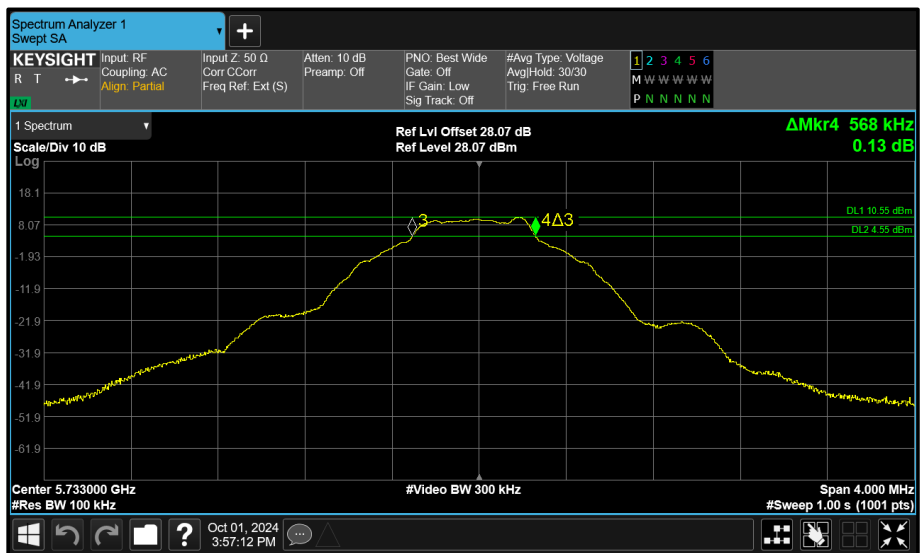 Spectrum Analyzer 1
Swept SA
KEYSIGHT
R T
LXI
Input: RF
Coupling: AC
Align: Partial
Input Z: 50 Ω
Corr CCorr
Freq Ref: Ext (S)
Atten: 10 dB
Preamp: Off
PNO: Best Wide
Gate: Off
IF Gain: Low
Sig Track: Off
#Avg Type: Voltage
Avg|Hold: 30/30
Trig: Free Run
1 2 3 4 5 6
M W W W W W
P N N N N N
1 Spectrum
Scale/Div 10 dB
Log
Ref Lvl Offset 28.07 dB
Ref Level 28.07 dBm
ΔMkr4 568 kHz
0.13 dB
18.1
8.07
-1.93
-11.9
-21.9
-31.9
-41.9
-51.9
-61.9
3
4Δ3
DL1 10.55 dBm
DL2 4.55 dBm
Center 5.733000 GHz
#Res BW 100 kHz
#Video BW 300 kHz
Span 4.000 MHz
#Sweep 1.00 s (1001 pts)
?
Oct 01, 2024
3:57:12 PM